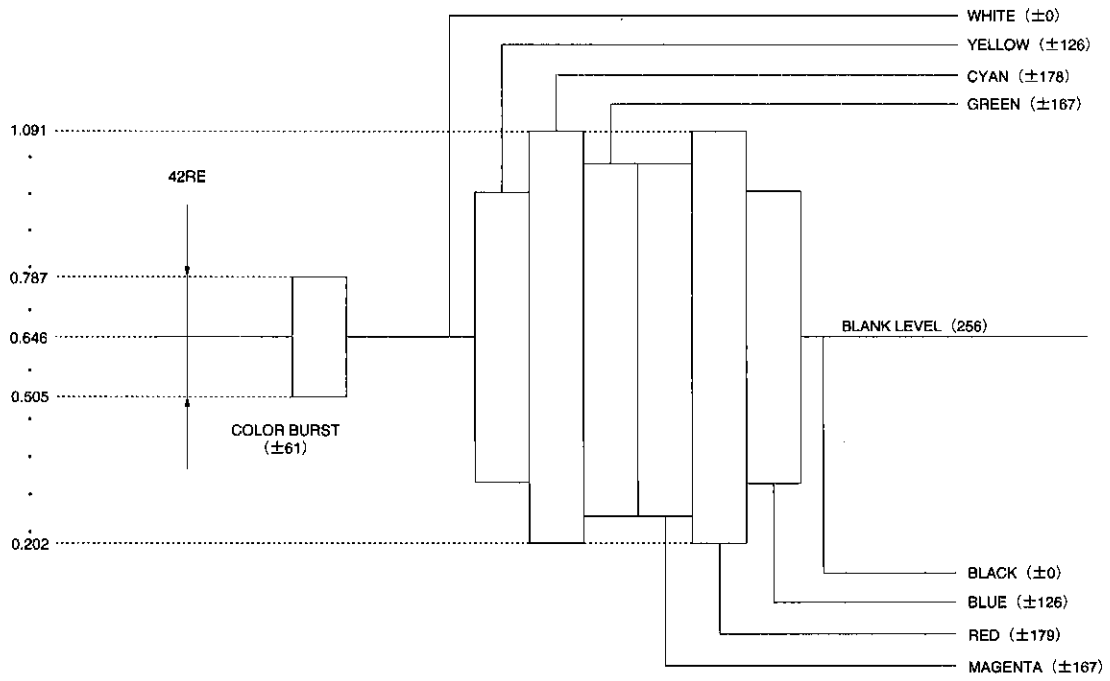 WHITE (±0)
YELLOW (±126)
CYAN (±178)
GREEN (±167)
1.091
42RE
0.787
0.646
BLANK LEVEL (256)
0.505
COLOR BURST
(±61)
0.202
BLACK (±0)
BLUE (±126)
RED (±179)
MAGENTA (±167)